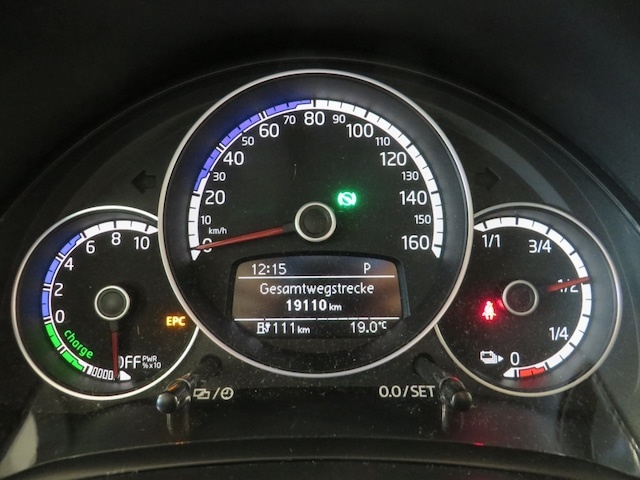 70 80
60 100
50 110
40 120
30 130
20 140
10 150
km/h
0 160
12:15 P
Gesamtwegstrecke
19110 km
111 km 19.0°C
0 2 4 6 8 10
charge
OFF PWR
% x10
EPC
1/1 3/4
1/2
1/4
0
/
0.0/SET